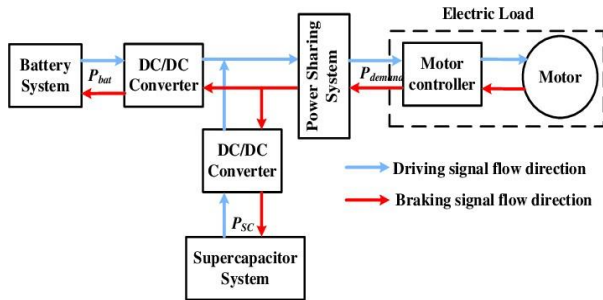 Electric Load
Battery
System
P_bat
DC/DC
Converter
Power Sharing
System
P_demand
Motor
controller
Motor
DC/DC
Converter
Driving signal flow direction
Braking signal flow direction
P_SC
Supercapacitor
System